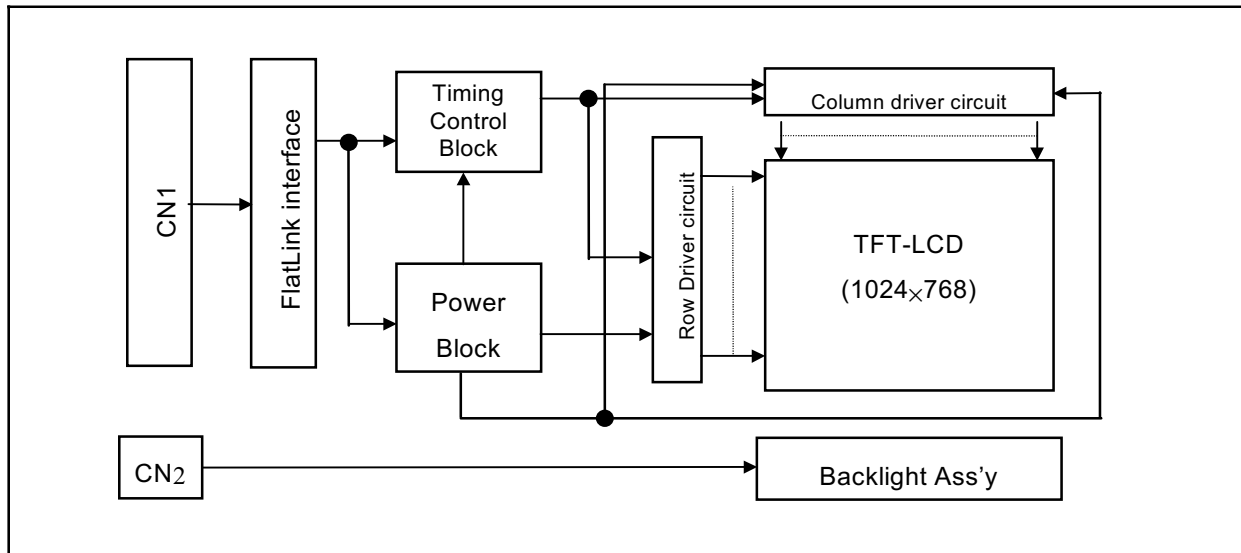 CN1
FlatLink interface
Timing
Control
Block
Power
Block
Row Driver circuit
Column driver circuit
TFT-LCD
(1024×768)
CN2
Backlight Ass’y